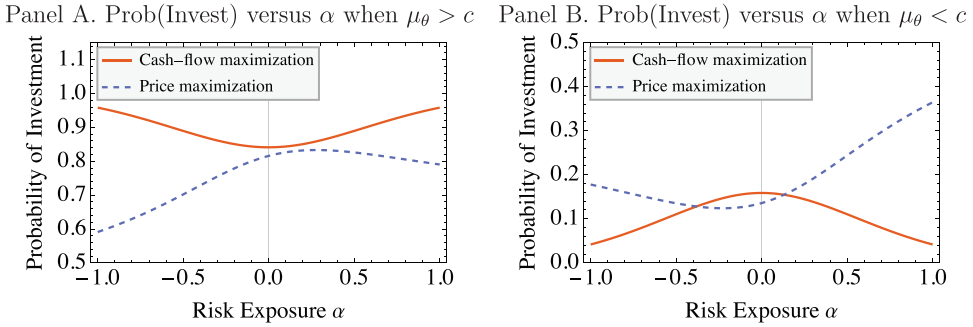 Panel A. Prob(Invest) versus α when μθ > c
Probability of Investment
1.1
1.0
0.9
0.8
0.7
0.6
0.5
Cash−flow maximization
Price maximization
−1.0 −0.5 0.0 0.5 1.0
Risk Exposure α
Panel B. Prob(Invest) versus α when μθ < c
Probability of Investment
0.5
0.4
0.3
0.2
0.1
0.0
Cash−flow maximization
Price maximization
−1.0 −0.5 0.0 0.5 1.0
Risk Exposure α